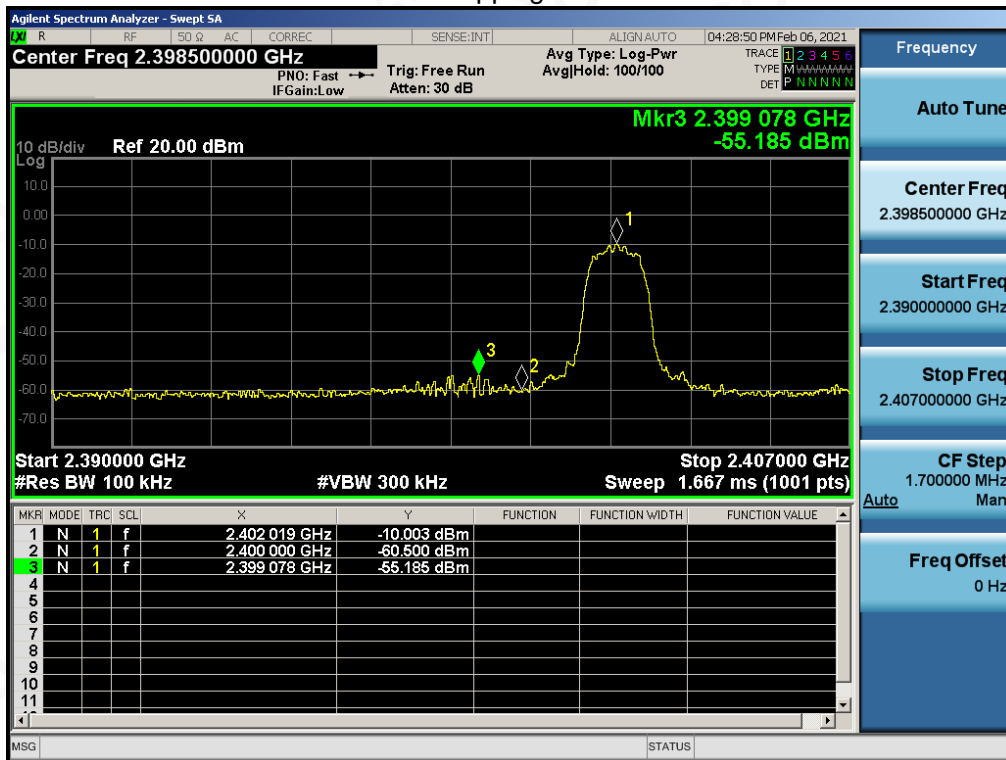 Agilent Spectrum Analyzer - Swept SA
LXI R RF 50 Ω AC CORREC SENSE:INT ALIGN AUTO 04:28:50 PM Feb 06, 2021
Center Freq 2.398500000 GHz
PNO: Fast
IFGain:Low
Trig: Free Run
Atten: 30 dB
Avg Type: Log-Pwr
Avg|Hold: 100/100
TRACE 1 2 3 4 5 6
TYPE M WWWWW
DET P N N N N N
Mkr3 2.399 078 GHz
-55.185 dBm
10 dB/div Ref 20.00 dBm
Log
10.0
0.00
-10.0
-20.0
-30.0
-40.0
-50.0
-60.0
-70.0
1
2
3
Start 2.390000 GHz Stop 2.407000 GHz
#Res BW 100 kHz #VBW 300 kHz Sweep 1.667 ms (1001 pts)
MKR MODE TRC SCL X Y FUNCTION FUNCTION WIDTH FUNCTION VALUE
1 N 1 f 2.402 019 GHz -10.003 dBm
2 N 1 f 2.400 000 GHz -60.500 dBm
3 N 1 f 2.399 078 GHz -55.185 dBm
4
5
6
7
8
9
10
11
MSG STATUS
Frequency
Auto Tune
Center Freq
2.398500000 GHz
Start Freq
2.390000000 GHz
Stop Freq
2.407000000 GHz
CF Step
1.700000 MHz
Auto Man
Freq Offset
0 Hz